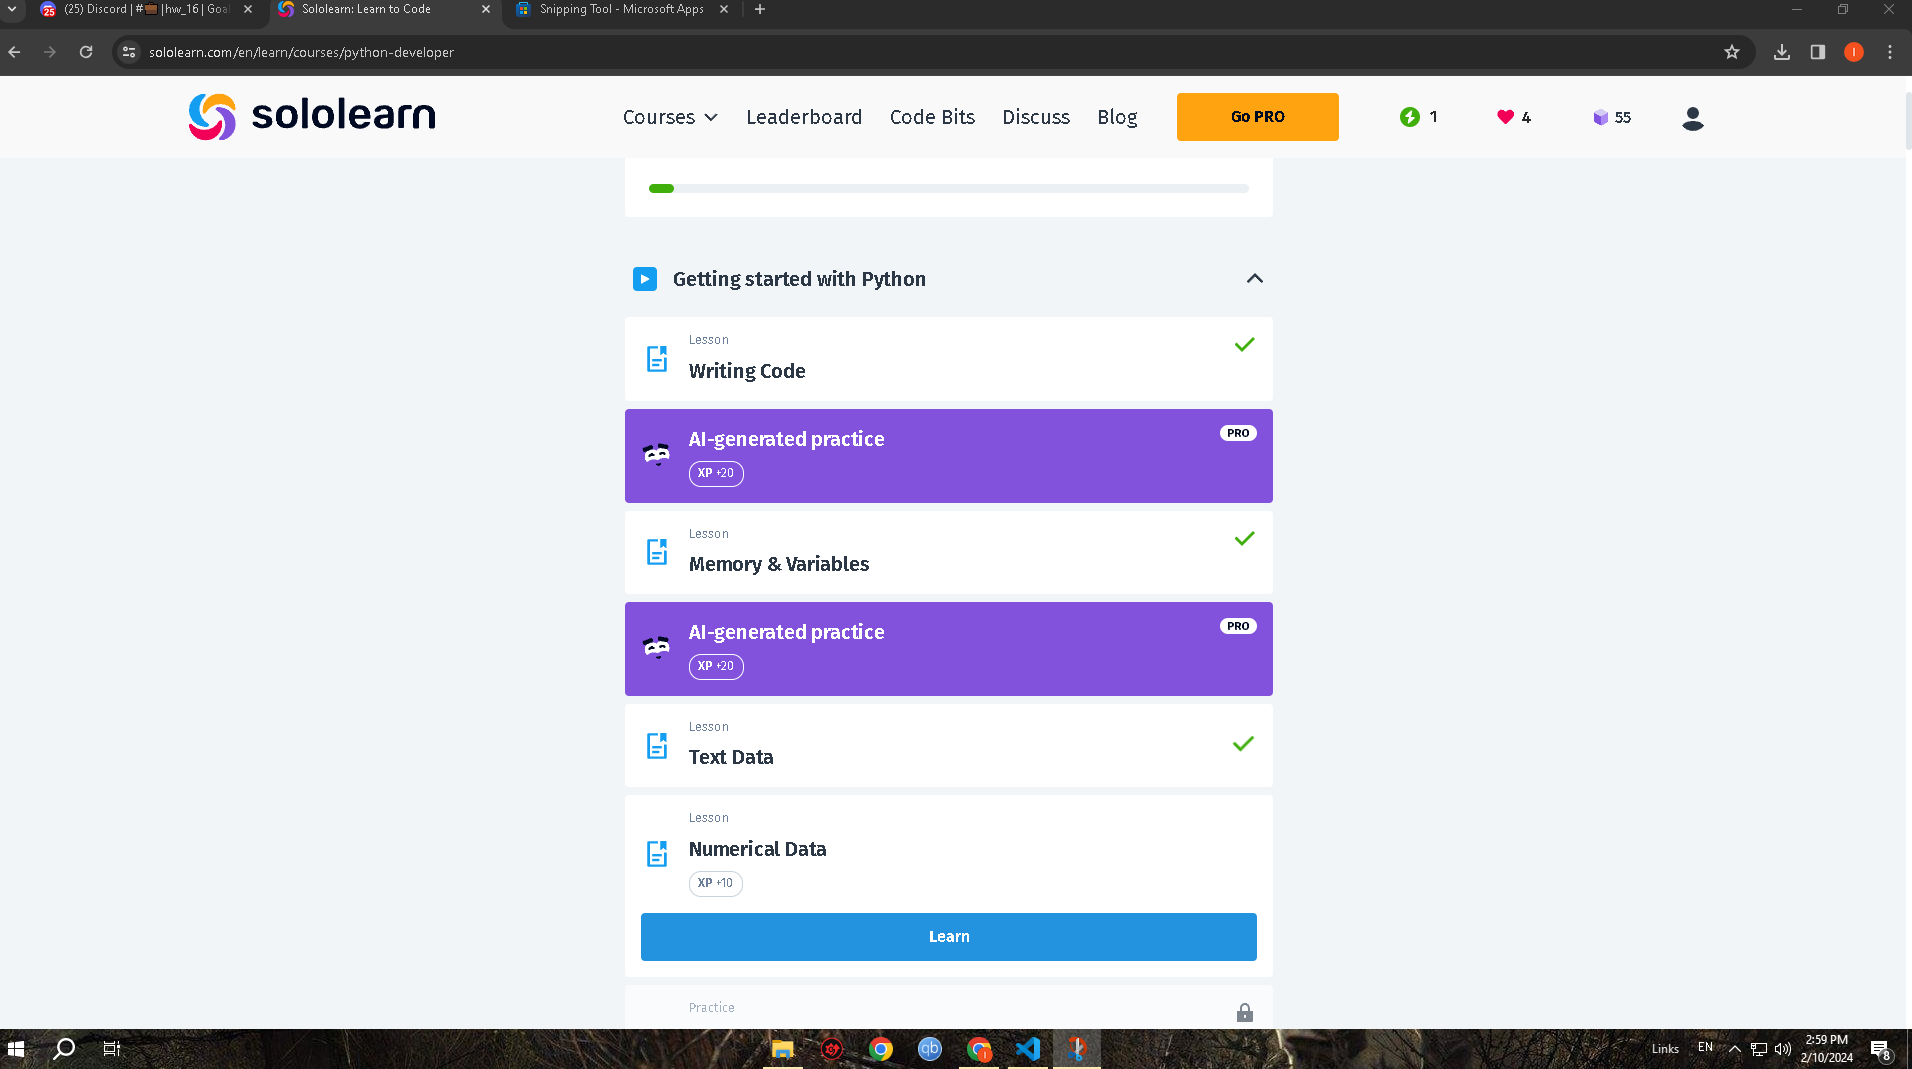 (25) Discord | # | hw_16 | Goal
Sololearn: Learn to Code
Snipping Tool - Microsoft Apps
sololearn.com/en/learn/courses/python-developer
I
sololearn
Courses
Leaderboard
Code Bits
Discuss
Blog
Go PRO
1
4
55
Getting started with Python
Lesson
Writing Code
AI-generated practice
PRO
XP +20
Lesson
Memory & Variables
AI-generated practice
PRO
XP +20
Lesson
Text Data
Lesson
Numerical Data
XP +10
Learn
Practice
qb
I
Links
EN
2:59 PM
2/10/2024
8